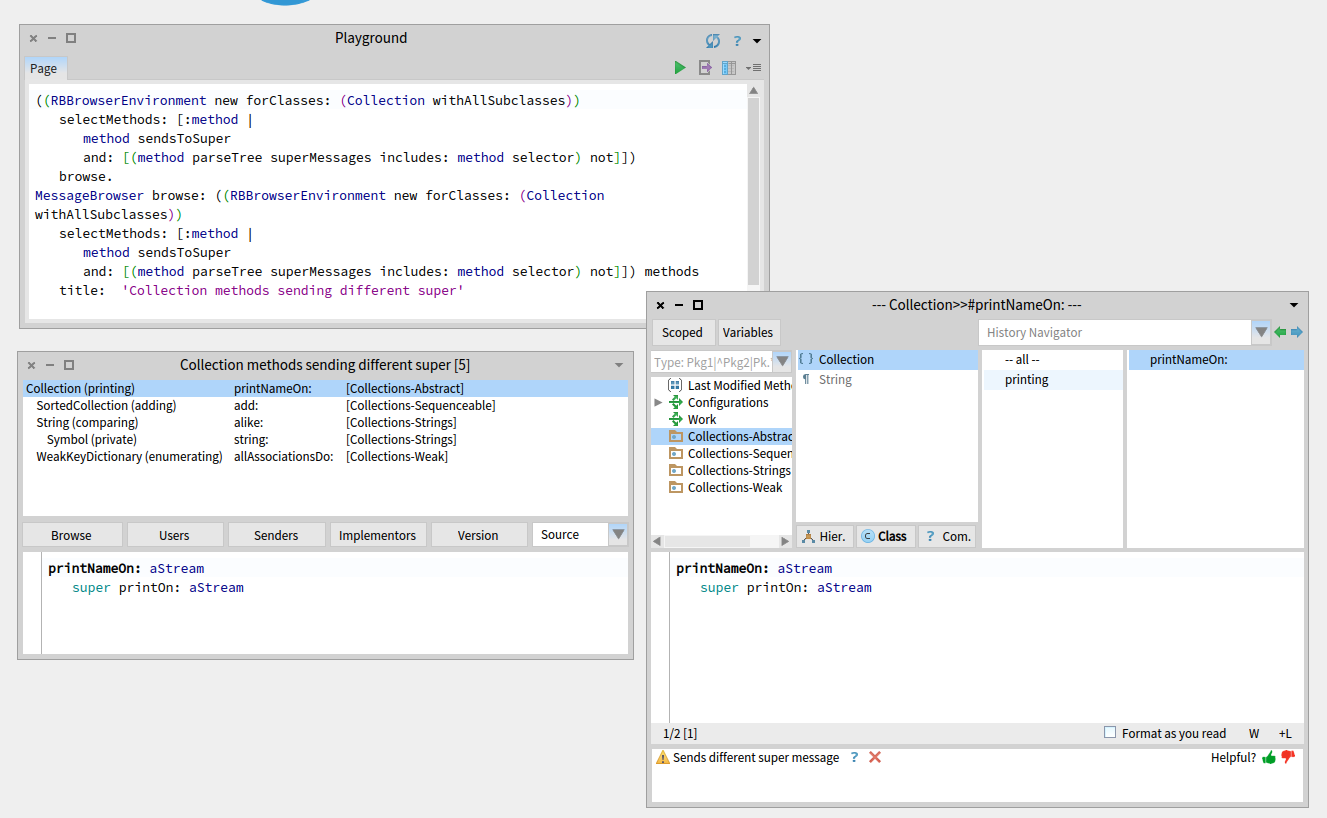 Playground
?
Page
((RBBrowserEnvironment new forClasses: (Collection withAllSubclasses))
selectMethods: [:method |
method sendsToSuper
and: [(method parseTree superMessages includes: method selector) not]])
browse.
MessageBrowser browse: ((RBBrowserEnvironment new forClasses: (Collection
withAllSubclasses))
selectMethods: [:method |
method sendsToSuper
and: [(method parseTree superMessages includes: method selector) not]]) methods
title: 'Collection methods sending different super'
Collection methods sending different super [5]
Collection (printing) printNameOn: [Collections-Abstract]
SortedCollection (adding) add: [Collections-Sequenceable]
String (comparing) alike: [Collections-Strings]
Symbol (private) string: [Collections-Strings]
WeakKeyDictionary (enumerating) allAssociationsDo: [Collections-Weak]
Browse Users Senders Implementors Version Source
printNameOn: aStream
super printOn: aStream
--- Collection>>#printNameOn: ---
Scoped Variables History Navigator
Type: Pkg1|^Pkg2|Pk.*
Last Modified Meth
Configurations
Work
Collections-Abstrac
Collections-Sequen
Collections-Strings
Collections-Weak
{ } Collection
¶ String
-- all --
printing
printNameOn:
Hier. C Class ? Com.
printNameOn: aStream
super printOn: aStream
1/2 [1] Format as you read W +L
Sends different super message ? Helpful?